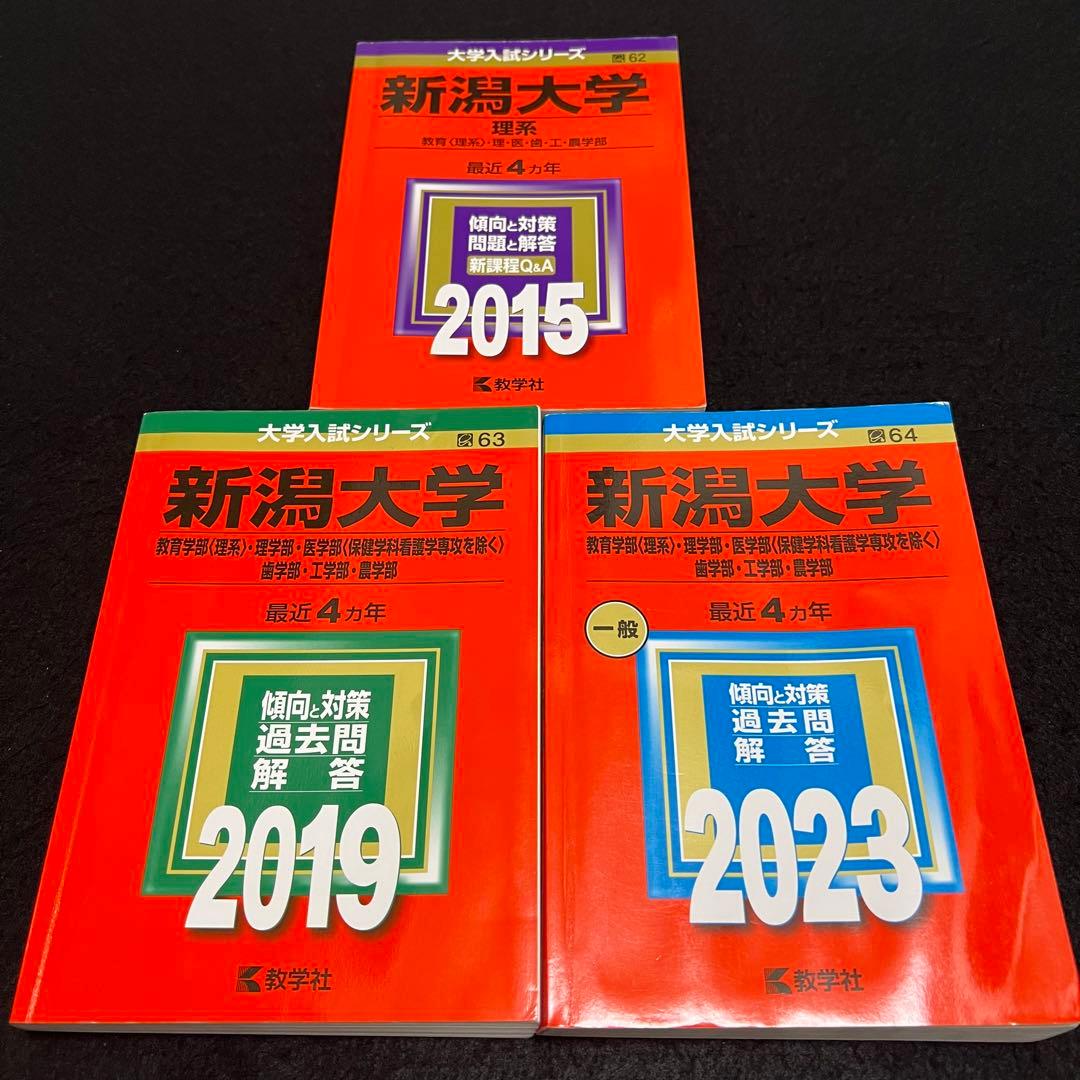 大学入試シリーズ
62
新潟大学
理系
教育〈理系〉・理・医・歯・工・農学部
最近4カ年
傾向と対策
問題と解答
新課程Q&A
2015
教学社
大学入試シリーズ
63
新潟大学
教育学部〈理系〉・理学部・医学部〈保健学科看護学専攻を除く〉
歯学部・工学部・農学部
最近4カ年
傾向と対策
過去問
解答
2019
教学社
大学入試シリーズ
64
新潟大学
教育学部〈理系〉・理学部・医学部〈保健学科看護学専攻を除く〉
歯学部・工学部・農学部
最近4カ年
一般
傾向と対策
過去問
解答
2023
教学社